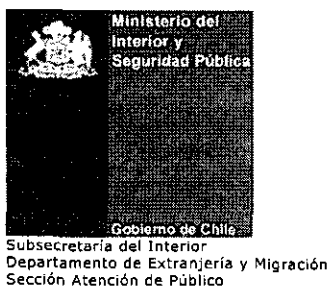 Ministerio del
Interior y
Seguridad Pública
Gobierno de Chile
Subsecretaría del Interior
Departamento de Extranjería y Migración
Sección Atención de Público